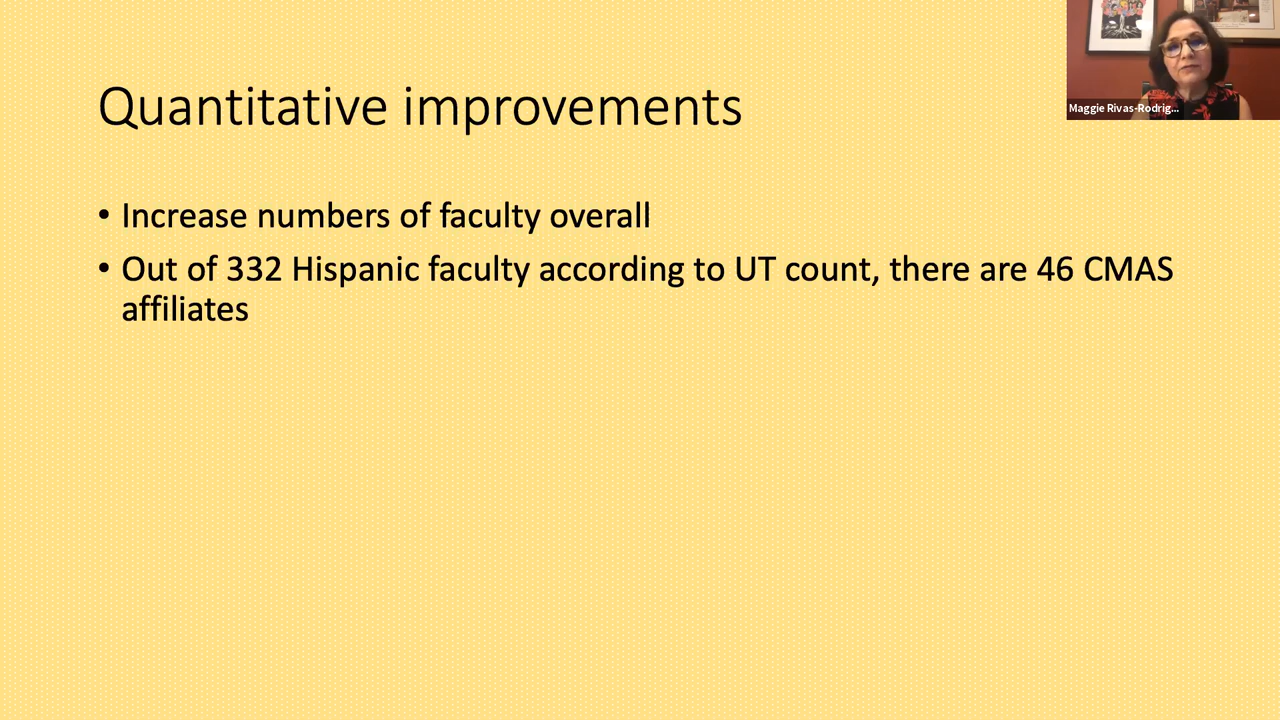 Quantitative improvements
Maggie Rivas-Rodrig...
• Increase numbers of faculty overall
• Out of 332 Hispanic faculty according to UT count, there are 46 CMAS
affiliates